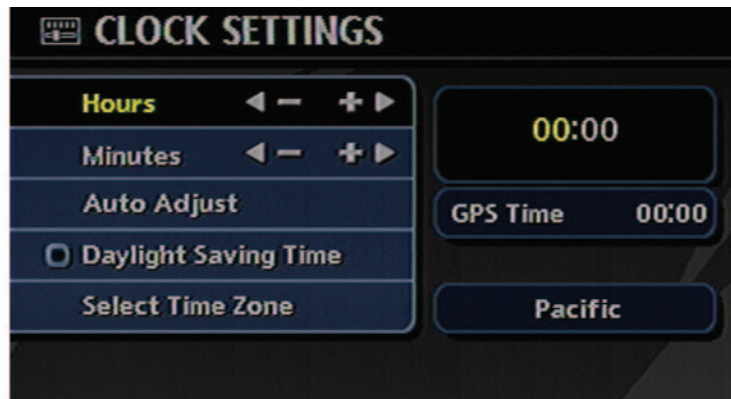 CLOCK SETTINGS
Hours ◀ − + ▶
Minutes ◀ − + ▶
Auto Adjust
Daylight Saving Time
Select Time Zone
00:00
GPS Time 00:00
Pacific